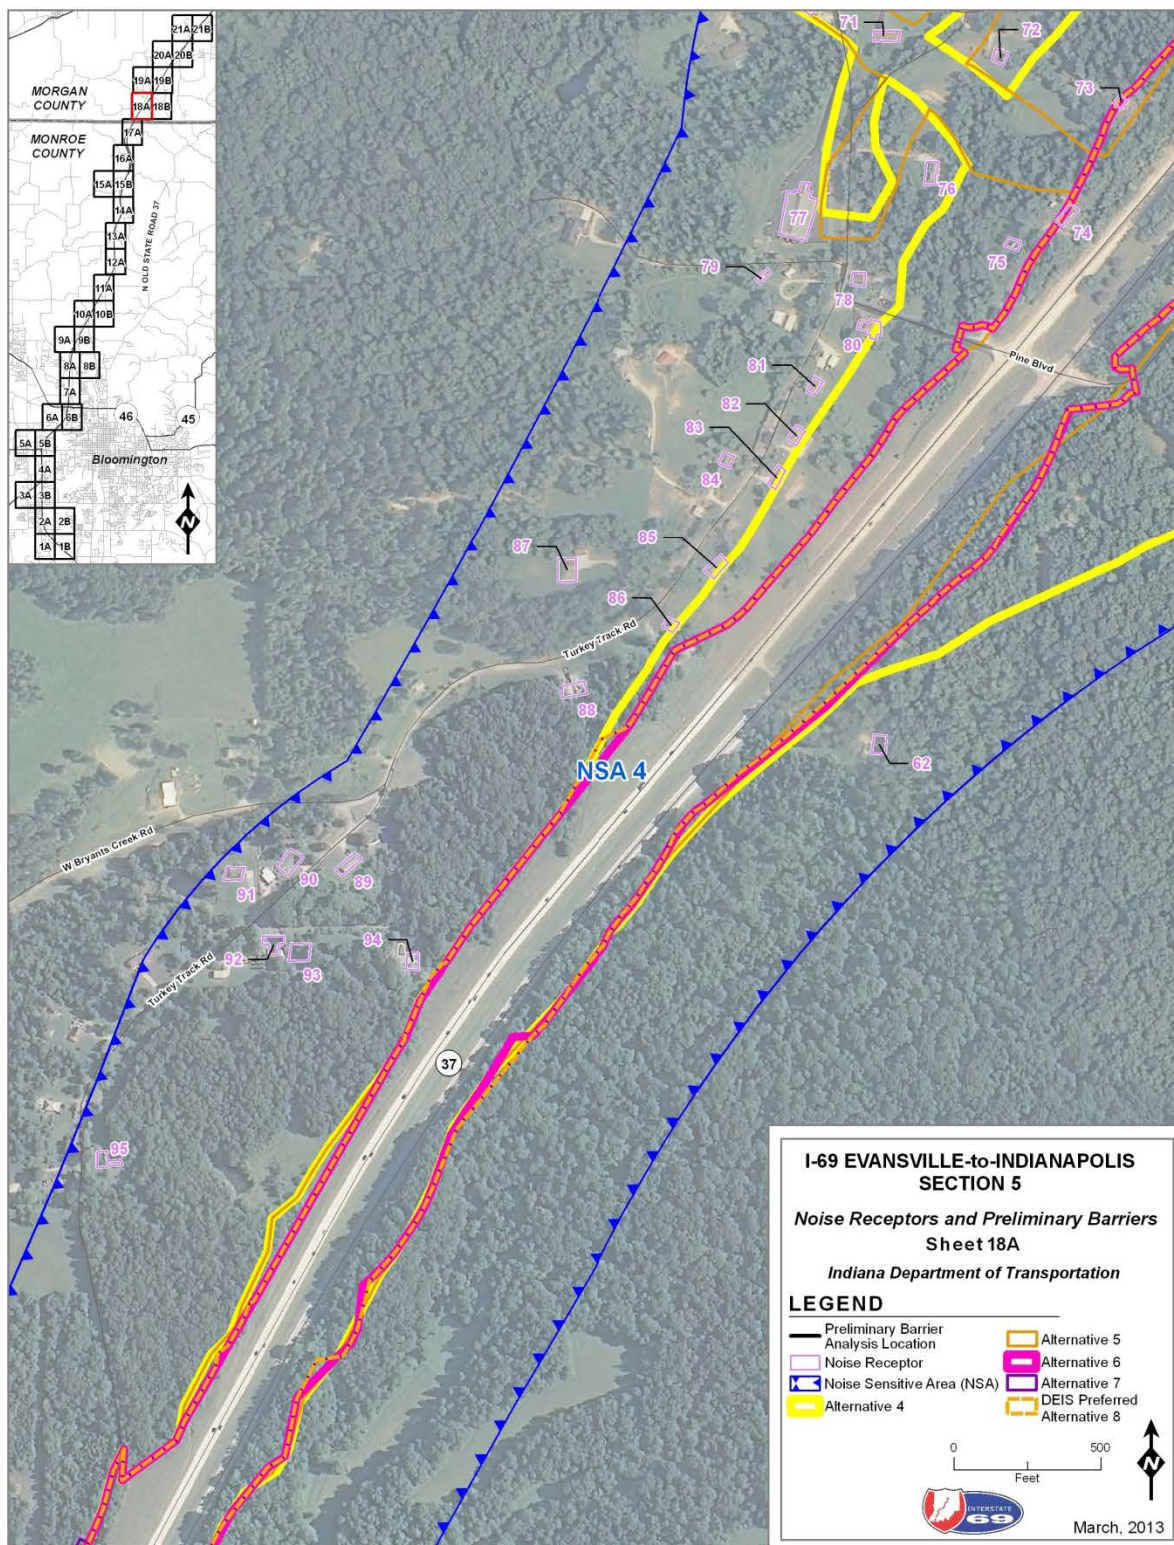 21A 21B
20A 20B
19A 19B
MORGAN
COUNTY
18A 18B
MONROE
COUNTY
17A
16A
15A 15B
14A
13A
12A
N OLD STATE ROAD 37
11A
10A 10B
9A 9B
8A 8B
7A
6A 6B
46
45
5A 5B
Bloomington
4A
3A 3B
2A 2B
1A 1B
N
71
72
73
74
75
76
77
78
79
80
Pine Blvd
81
82
83
84
85
86
87
Turkey Track Rd
88
NSA 4
62
W Bryants Creek Rd
89
90
91
92
93
94
Turkey Track Rd
37
95
I-69 EVANSVILLE-to-INDIANAPOLIS
SECTION 5
Noise Receptors and Preliminary Barriers
Sheet 18A
Indiana Department of Transportation
LEGEND
Preliminary Barrier
Analysis Location
Noise Receptor
Noise Sensitive Area (NSA)
Alternative 4
Alternative 5
Alternative 6
Alternative 7
DEIS Preferred
Alternative 8
0 500
Feet
N
INTERSTATE
69
March, 2013